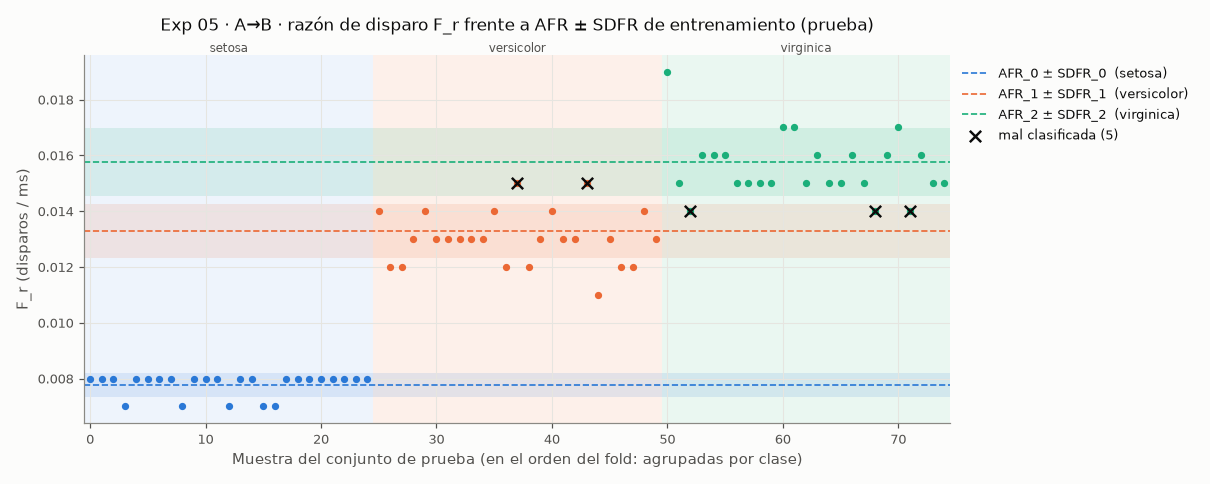 Exp 05 · A→B · razón de disparo F_r frente a AFR ± SDFR de entrenamiento (prueba)
setosa
versicolor
virginica
AFR_0 ± SDFR_0  (setosa)
AFR_1 ± SDFR_1  (versicolor)
AFR_2 ± SDFR_2  (virginica)
mal clasificada (5)
F_r (disparos / ms)
0.018
0.016
0.014
0.012
0.010
0.008
0 10 20 30 40 50 60 70
Muestra del conjunto de prueba (en el orden del fold: agrupadas por clase)